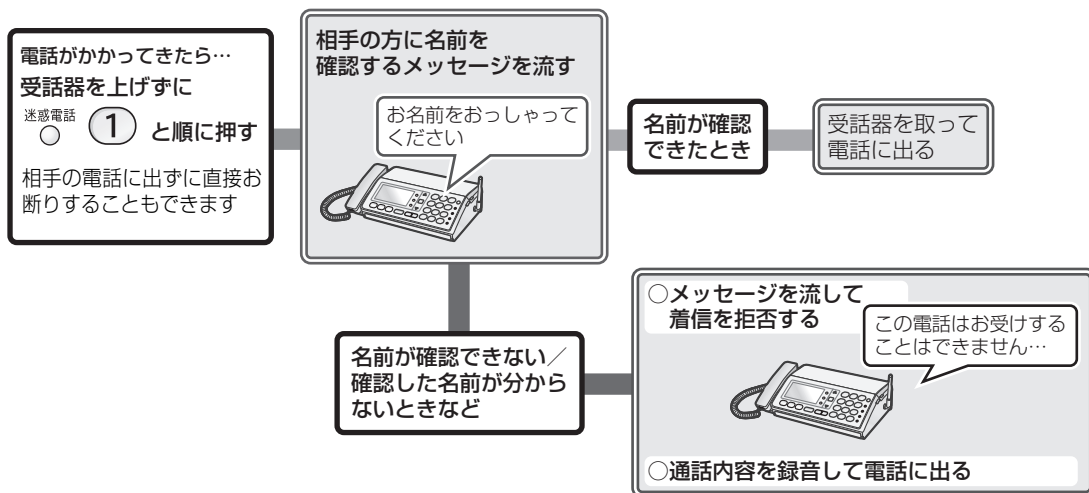 電話がかかってきたら…
受話器を上げずに
迷惑電話
1 と順に押す
相手の電話に出ずに直接お
断りすることもできます
相手の方に名前を
確認するメッセージを流す
お名前をおっしゃって
ください
名前が確認
できたとき
受話器を取って
電話に出る
名前が確認できない／
確認した名前が分から
ないときなど
○メッセージを流して
着信を拒否する
この電話はお受けする
ことはできません…
○通話内容を録音して電話に出る